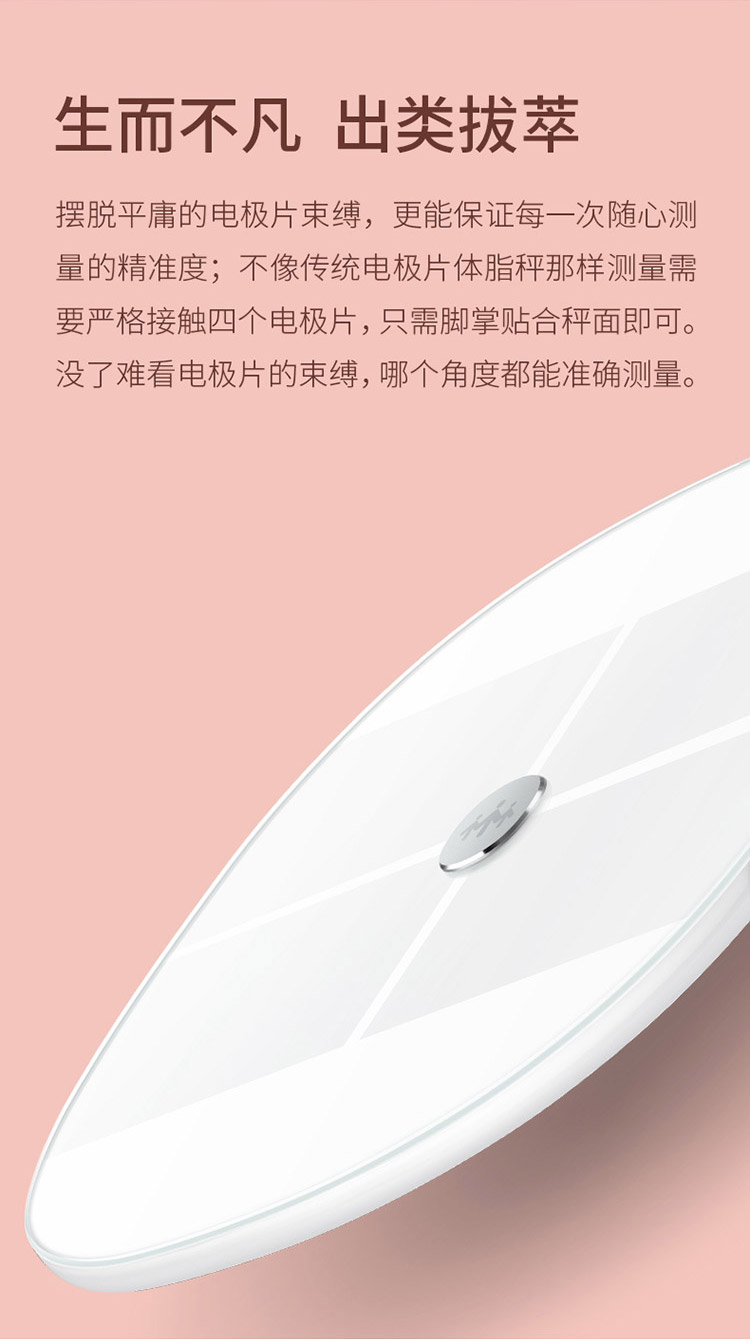 生而不凡 出类拔萃
摆脱平庸的电极片束缚，更能保证每一次随心测
量的精准度；不像传统电极片体脂秤那样测量需
要严格接触四个电极片，只需脚掌贴合秤面即可。
没了难看电极片的束缚，哪个角度都能准确测量。